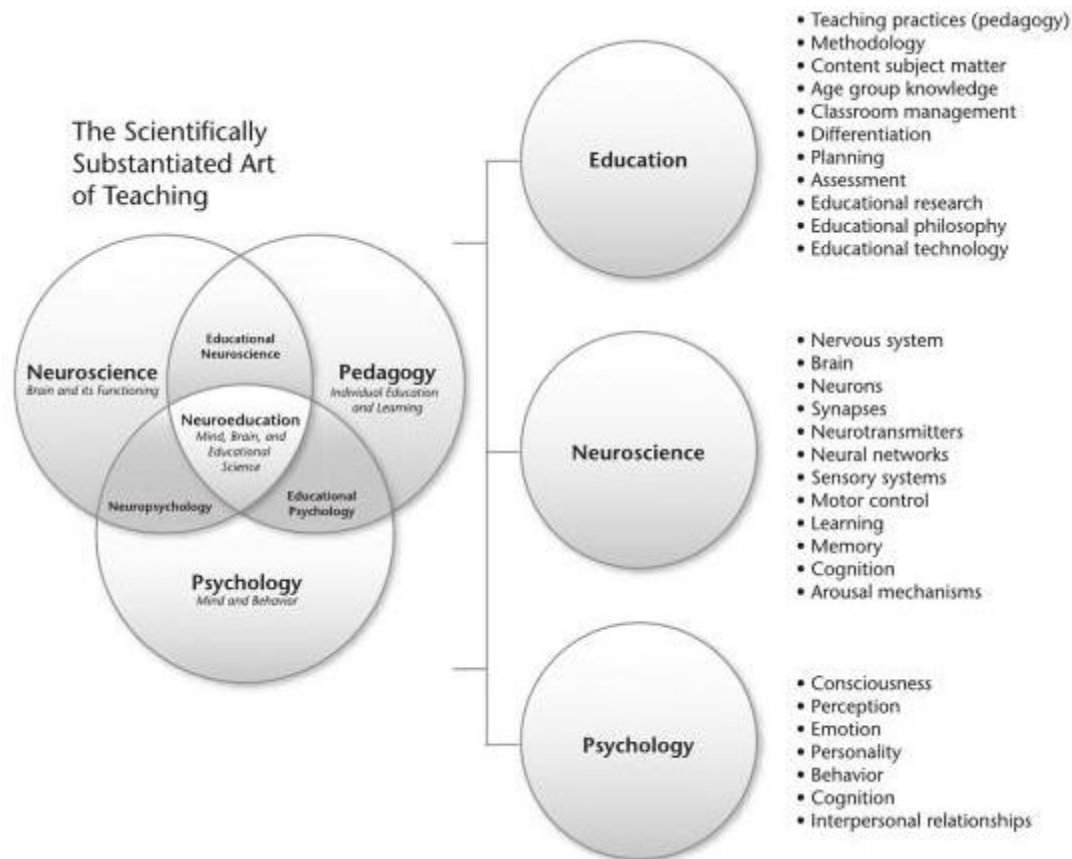 The Scientifically
Substantiated Art
of Teaching
Neuroscience
Brain and its Functioning
Educational
Neuroscience
Pedagogy
Individual Education
and Learning
Neuroeducation
Mind, Brain, and
Educational
Science
Neuropsychology
Educational
Psychology
Psychology
Mind and Behavior
Education
• Teaching practices (pedagogy)
• Methodology
• Content subject matter
• Age group knowledge
• Classroom management
• Differentiation
• Planning
• Assessment
• Educational research
• Educational philosophy
• Educational technology
Neuroscience
• Nervous system
• Brain
• Neurons
• Synapses
• Neurotransmitters
• Neural networks
• Sensory systems
• Motor control
• Learning
• Memory
• Cognition
• Arousal mechanisms
Psychology
• Consciousness
• Perception
• Emotion
• Personality
• Behavior
• Cognition
• Interpersonal relationships